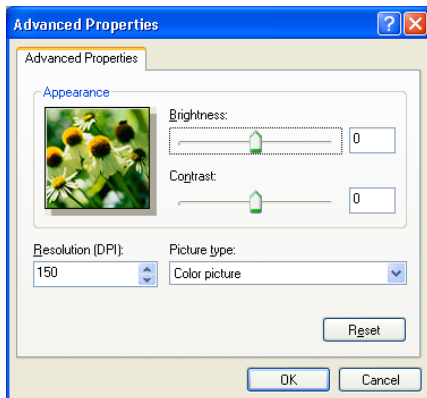 Advanced Properties
Advanced Properties
Appearance
Brightness:
0
Contrast:
0
Resolution (DPI):
150
Picture type:
Color picture
Reset
OK
Cancel